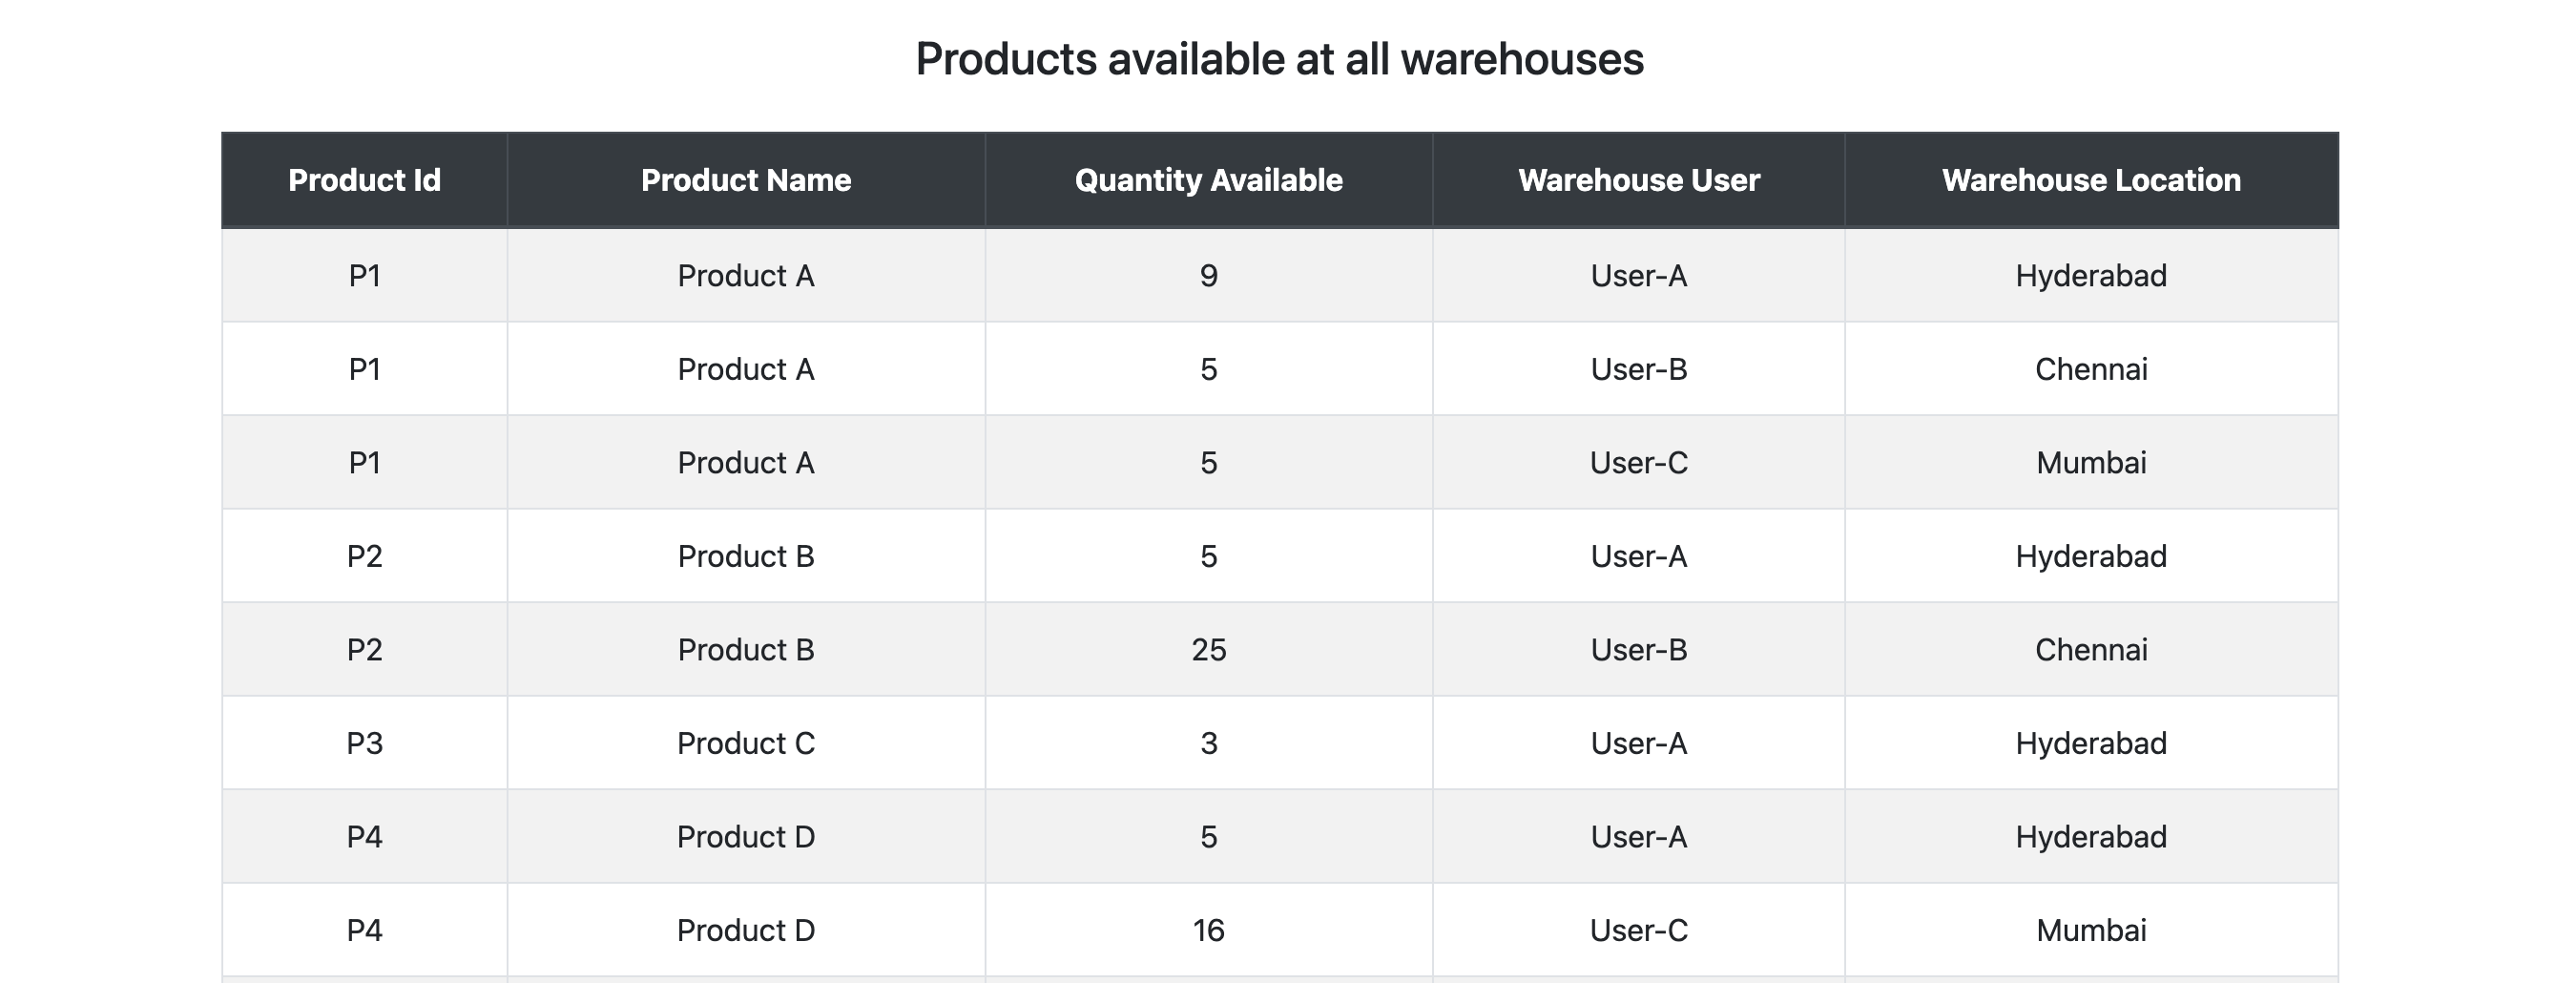 Products available at all warehouses
Product Id Product Name Quantity Available Warehouse User Warehouse Location
P1 Product A 9 User-A Hyderabad
P1 Product A 5 User-B Chennai
P1 Product A 5 User-C Mumbai
P2 Product B 5 User-A Hyderabad
P2 Product B 25 User-B Chennai
P3 Product C 3 User-A Hyderabad
P4 Product D 5 User-A Hyderabad
P4 Product D 16 User-C Mumbai